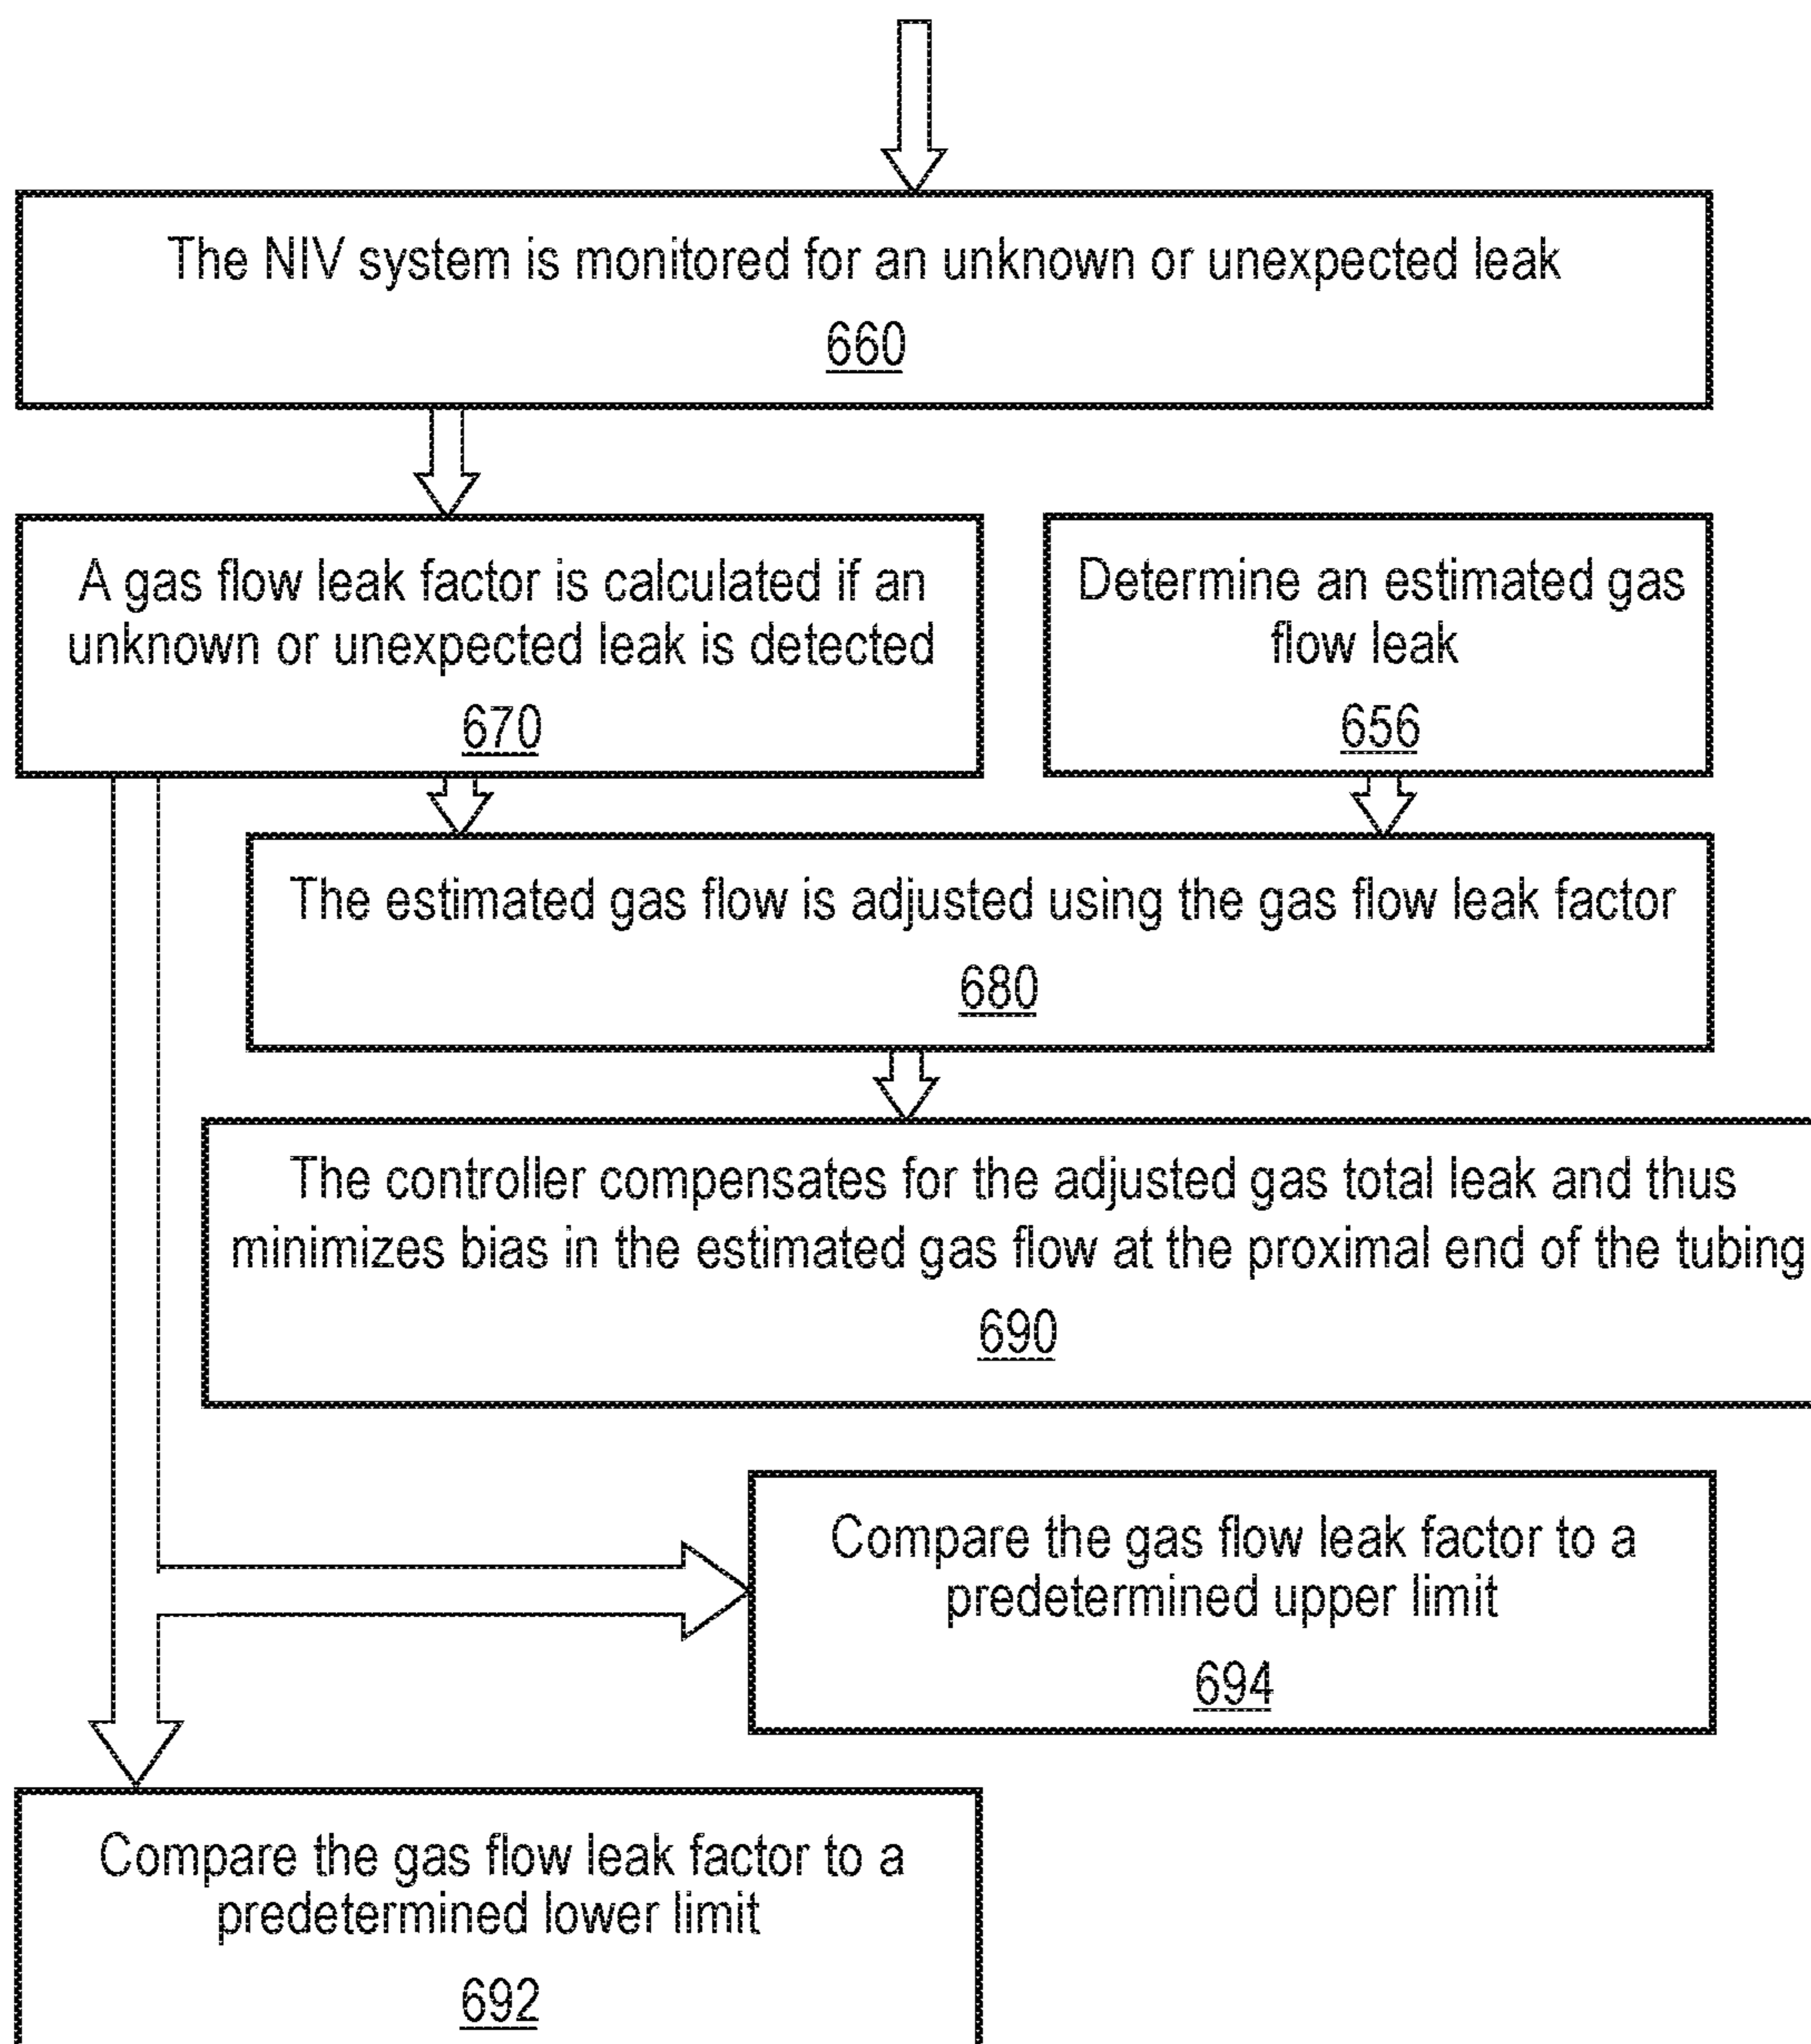 The NIV system is monitored for an unknown or unexpected leak
660
A gas flow leak factor is calculated if an
unknown or unexpected leak is detected
670
Determine an estimated gas
flow leak
656
The estimated gas flow is adjusted using the gas flow leak factor
680
The controller compensates for the adjusted gas total leak and thus
minimizes bias in the estimated gas flow at the proximal end of the tubing
690
Compare the gas flow leak factor to a
predetermined upper limit
694
Compare the gas flow leak factor to a
predetermined lower limit
692